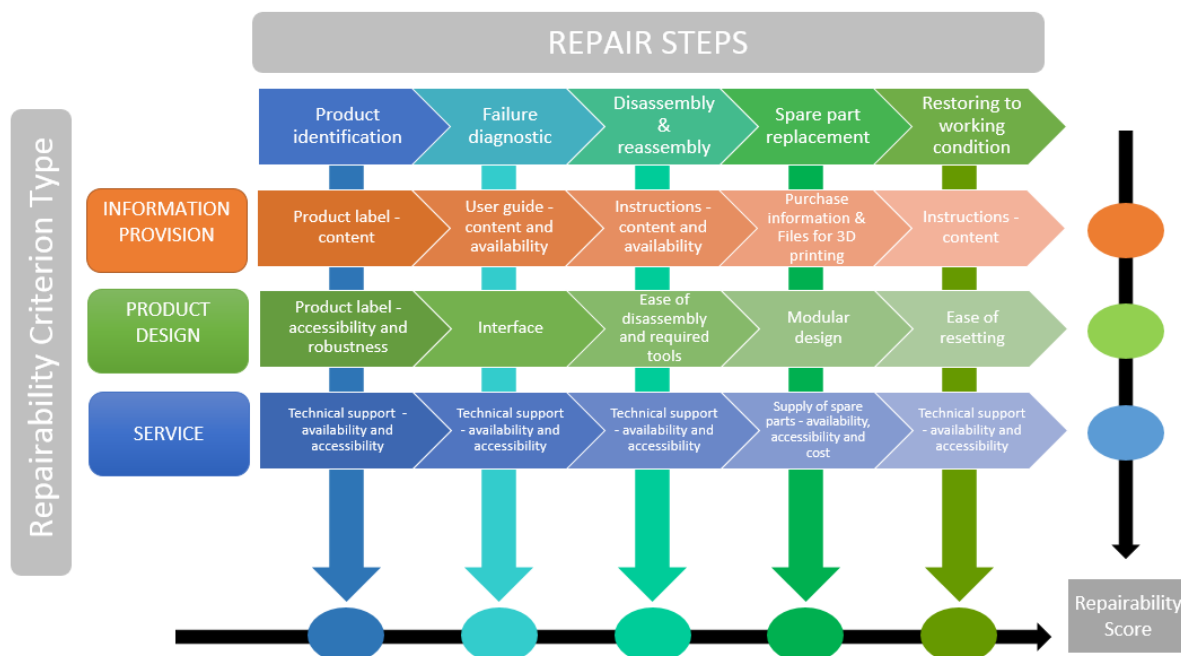 REPAIR STEPS
Repairability Criterion Type
Product
identification
Failure
diagnostic
Disassembly
&
reassembly
Spare part
replacement
Restoring to
working
condition
INFORMATION
PROVISION
Product label -
content
User guide -
content and
availability
Instructions -
content and
availability
Purchase
information &
Files for 3D
printing
Instructions -
content
PRODUCT
DESIGN
Product label -
accessibility and
robustness
Interface
Ease of
disassembly
and required
tools
Modular
design
Ease of
resetting
SERVICE
Technical support -
availability and
accessibility
Technical support
- availability and
accessibility
Technical support
- availability and
accessibility
Supply of spare
parts - availability,
accessibility and
cost
Technical support
- availability and
accessibility
Repairability
Score